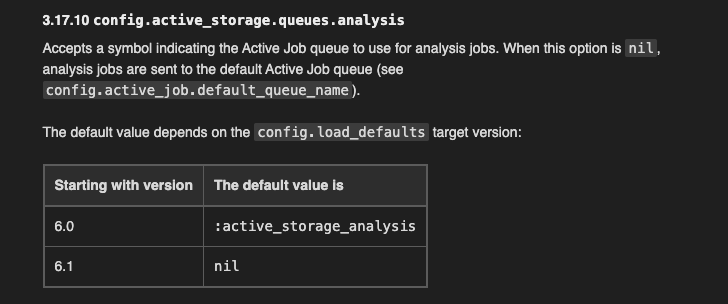 3.17.10 config.active_storage.queues.analysis
Accepts a symbol indicating the Active Job queue to use for analysis jobs. When this option is nil,
analysis jobs are sent to the default Active Job queue (see
config.active_job.default_queue_name).
The default value depends on the config.load_defaults target version:
Starting with version The default value is
6.0 :active_storage_analysis
6.1 nil